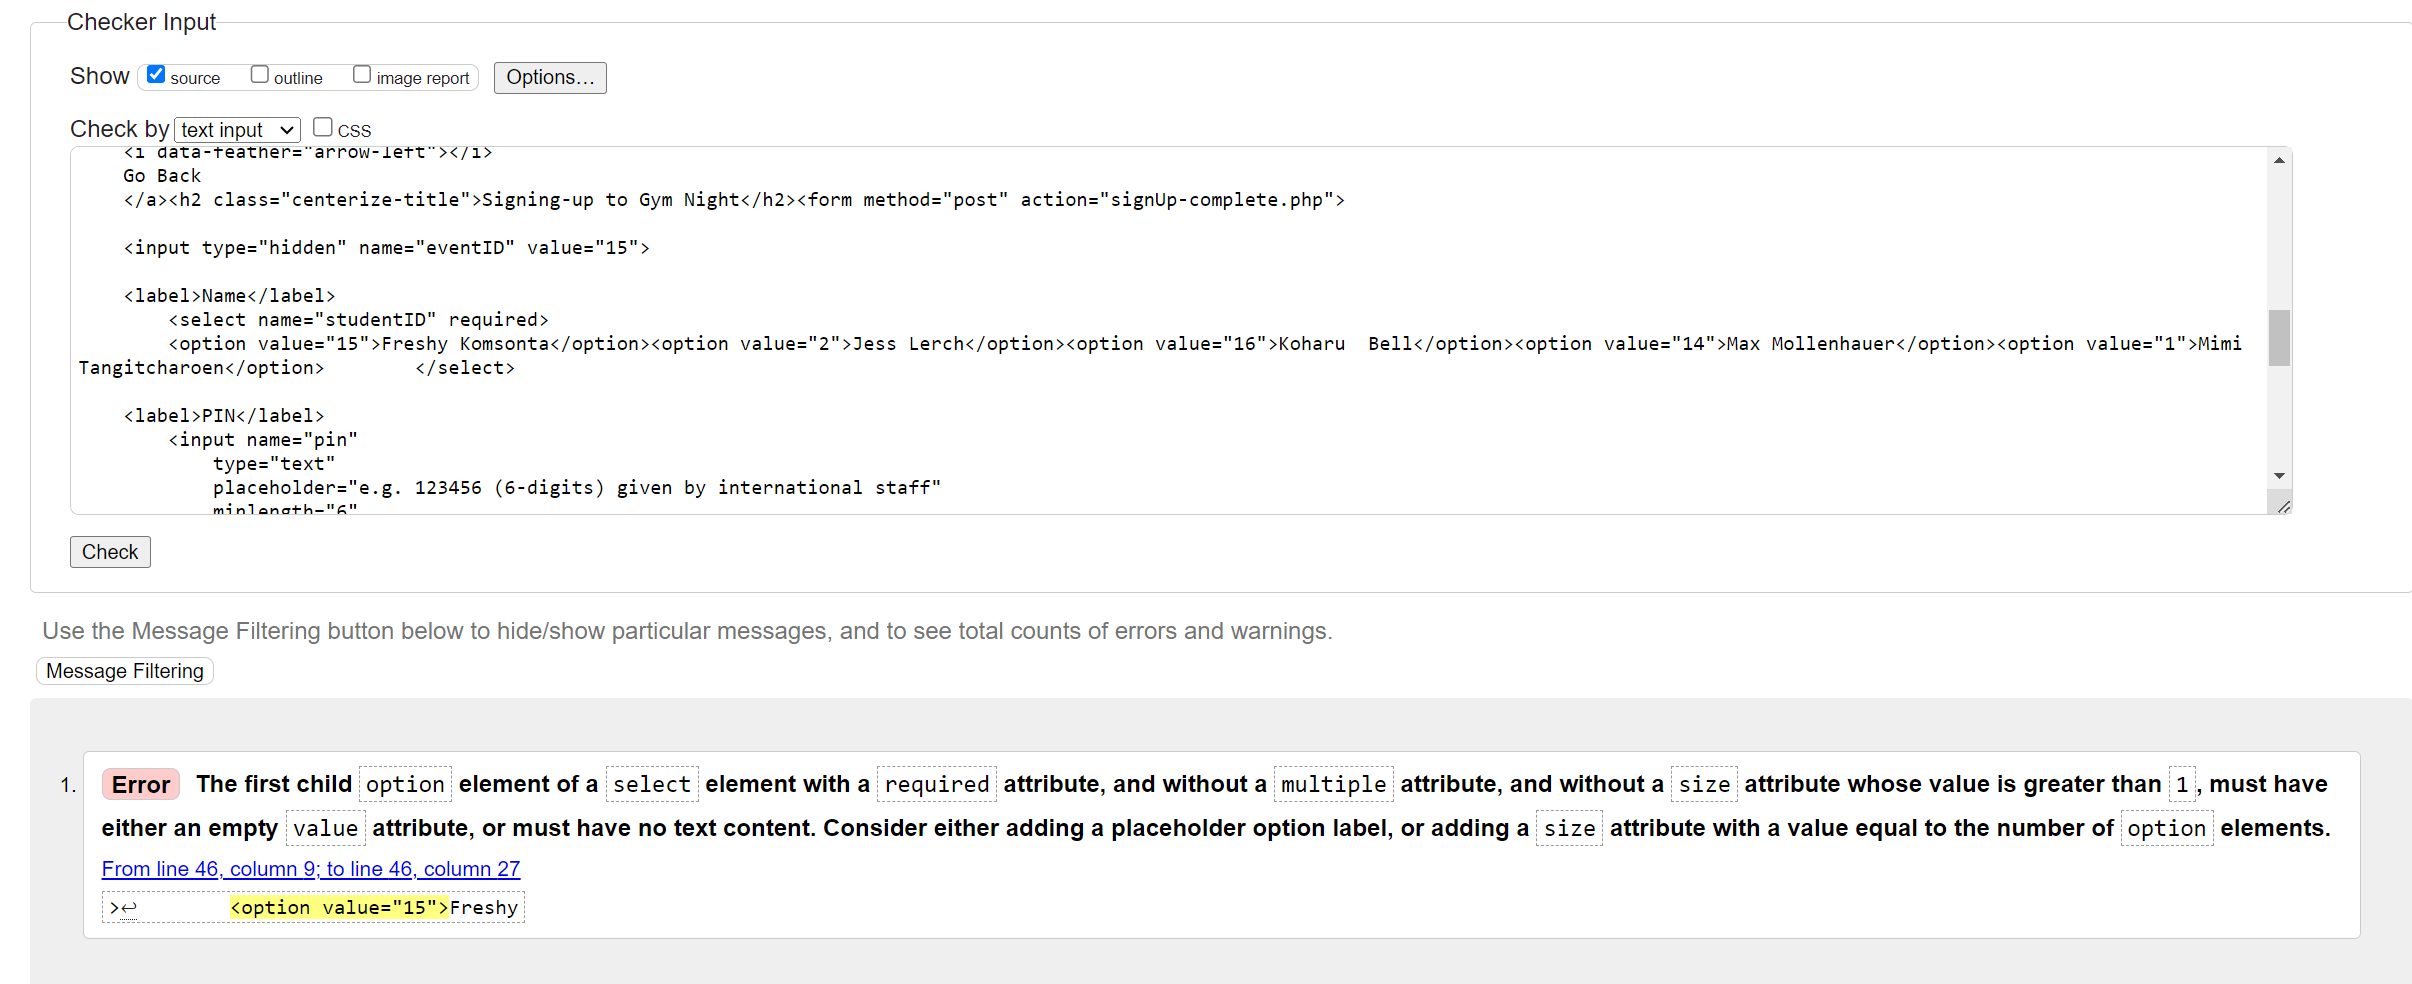 Checker Input
Show source outline image report Options...
Check by text input CSS
<i data-feather="arrow-left"></i>
Go Back
</a><h2 class="centerize-title">Signing-up to Gym Night</h2><form method="post" action="signUp-complete.php">
<input type="hidden" name="eventID" value="15">
<label>Name</label>
<select name="studentID" required>
<option value="15">Freshy Komsonta</option><option value="2">Jess Lerch</option><option value="16">Koharu  Bell</option><option value="14">Max Mollenhauer</option><option value="1">Mimi
Tangitcharoen</option>        </select>
<label>PIN</label>
<input name="pin"
type="text"
placeholder="e.g. 123456 (6-digits) given by international staff"
minlength="6"
Check
Use the Message Filtering button below to hide/show particular messages, and to see total counts of errors and warnings.
Message Filtering
1. Error The first child option element of a select element with a required attribute, and without a multiple attribute, and without a size attribute whose value is greater than 1, must have
either an empty value attribute, or must have no text content. Consider either adding a placeholder option label, or adding a size attribute with a value equal to the number of option elements.
From line 46, column 9; to line 46, column 27
>↩        <option value="15">Freshy